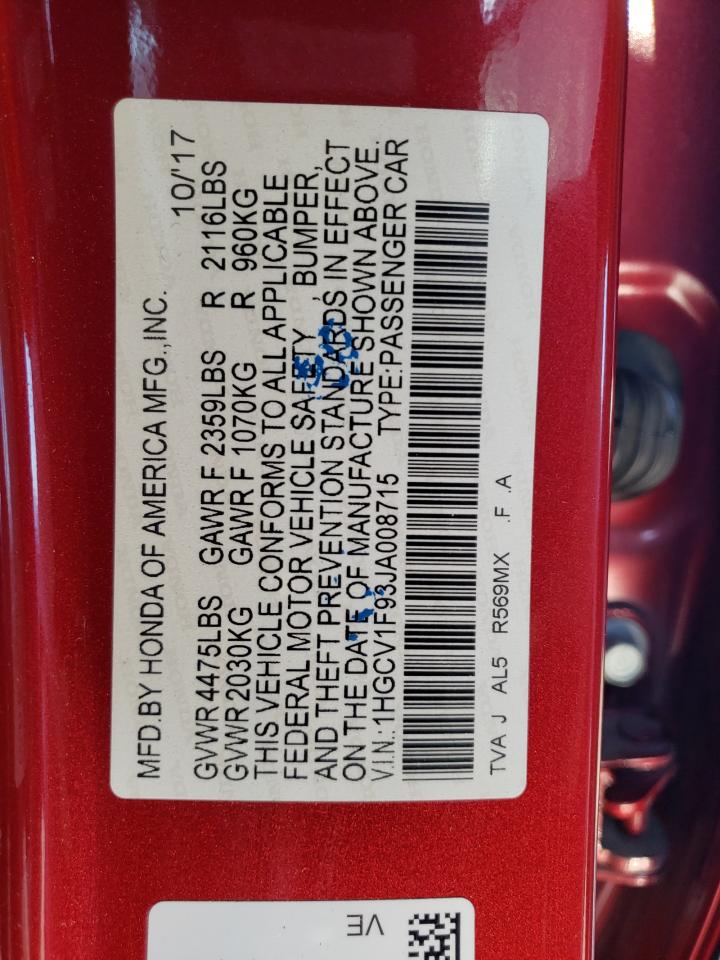 MFD.BY HONDA OF AMERICA MFG.,INC. 10/'17
GVWR 4475LBS GAWR F 2359LBS R 2116LBS
GVWR 2030KG GAWR F 1070KG R 960KG
THIS VEHICLE CONFORMS TO ALL APPLICABLE
FEDERAL MOTOR VEHICLE SAFETY , BUMPER,
AND THEFT PREVENTION STANDARDS IN EFFECT
ON THE DATE OF MANUFACTURE SHOWN ABOVE.
V.I.N.:1HGCV1F93JA008715 TYPE:PASSENGER CAR
TVA J AL5 R569MX .F .A
VE